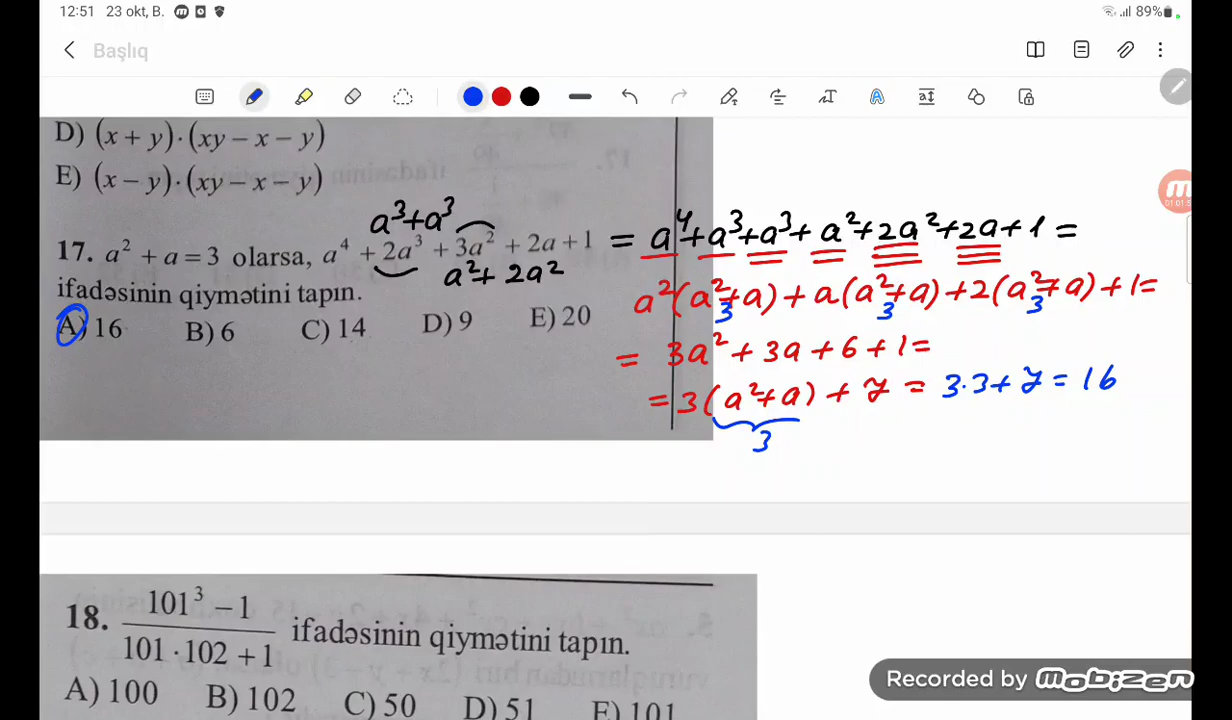 12:51 23 okt, B. 89%
Başlıq
D) (x + y)·(xy − x − y)
E) (x − y)·(xy − x − y)
a³+a³
17. a² + a = 3 olarsa, a⁴ + 2a³ + 3a² + 2a + 1
a²+ 2a²
ifadəsinin qiymətini tapın.
A) 16 B) 6 C) 14 D) 9 E) 20
= a⁴+a³+a³+ a²+2a²+2a+1 =
a²(a²+a) + a(a²+a) +2(a²+a) +1=
3 3 3
= 3a² + 3a + 6 + 1 =
= 3(a²+a) + 7 = 3·3+7 = 16
3
18. 101³ − 1 / 101 · 102 + 1 ifadəsinin qiymətini tapın.
A) 100 B) 102 C) 50 D) 51 E) 101
Recorded by mobizen